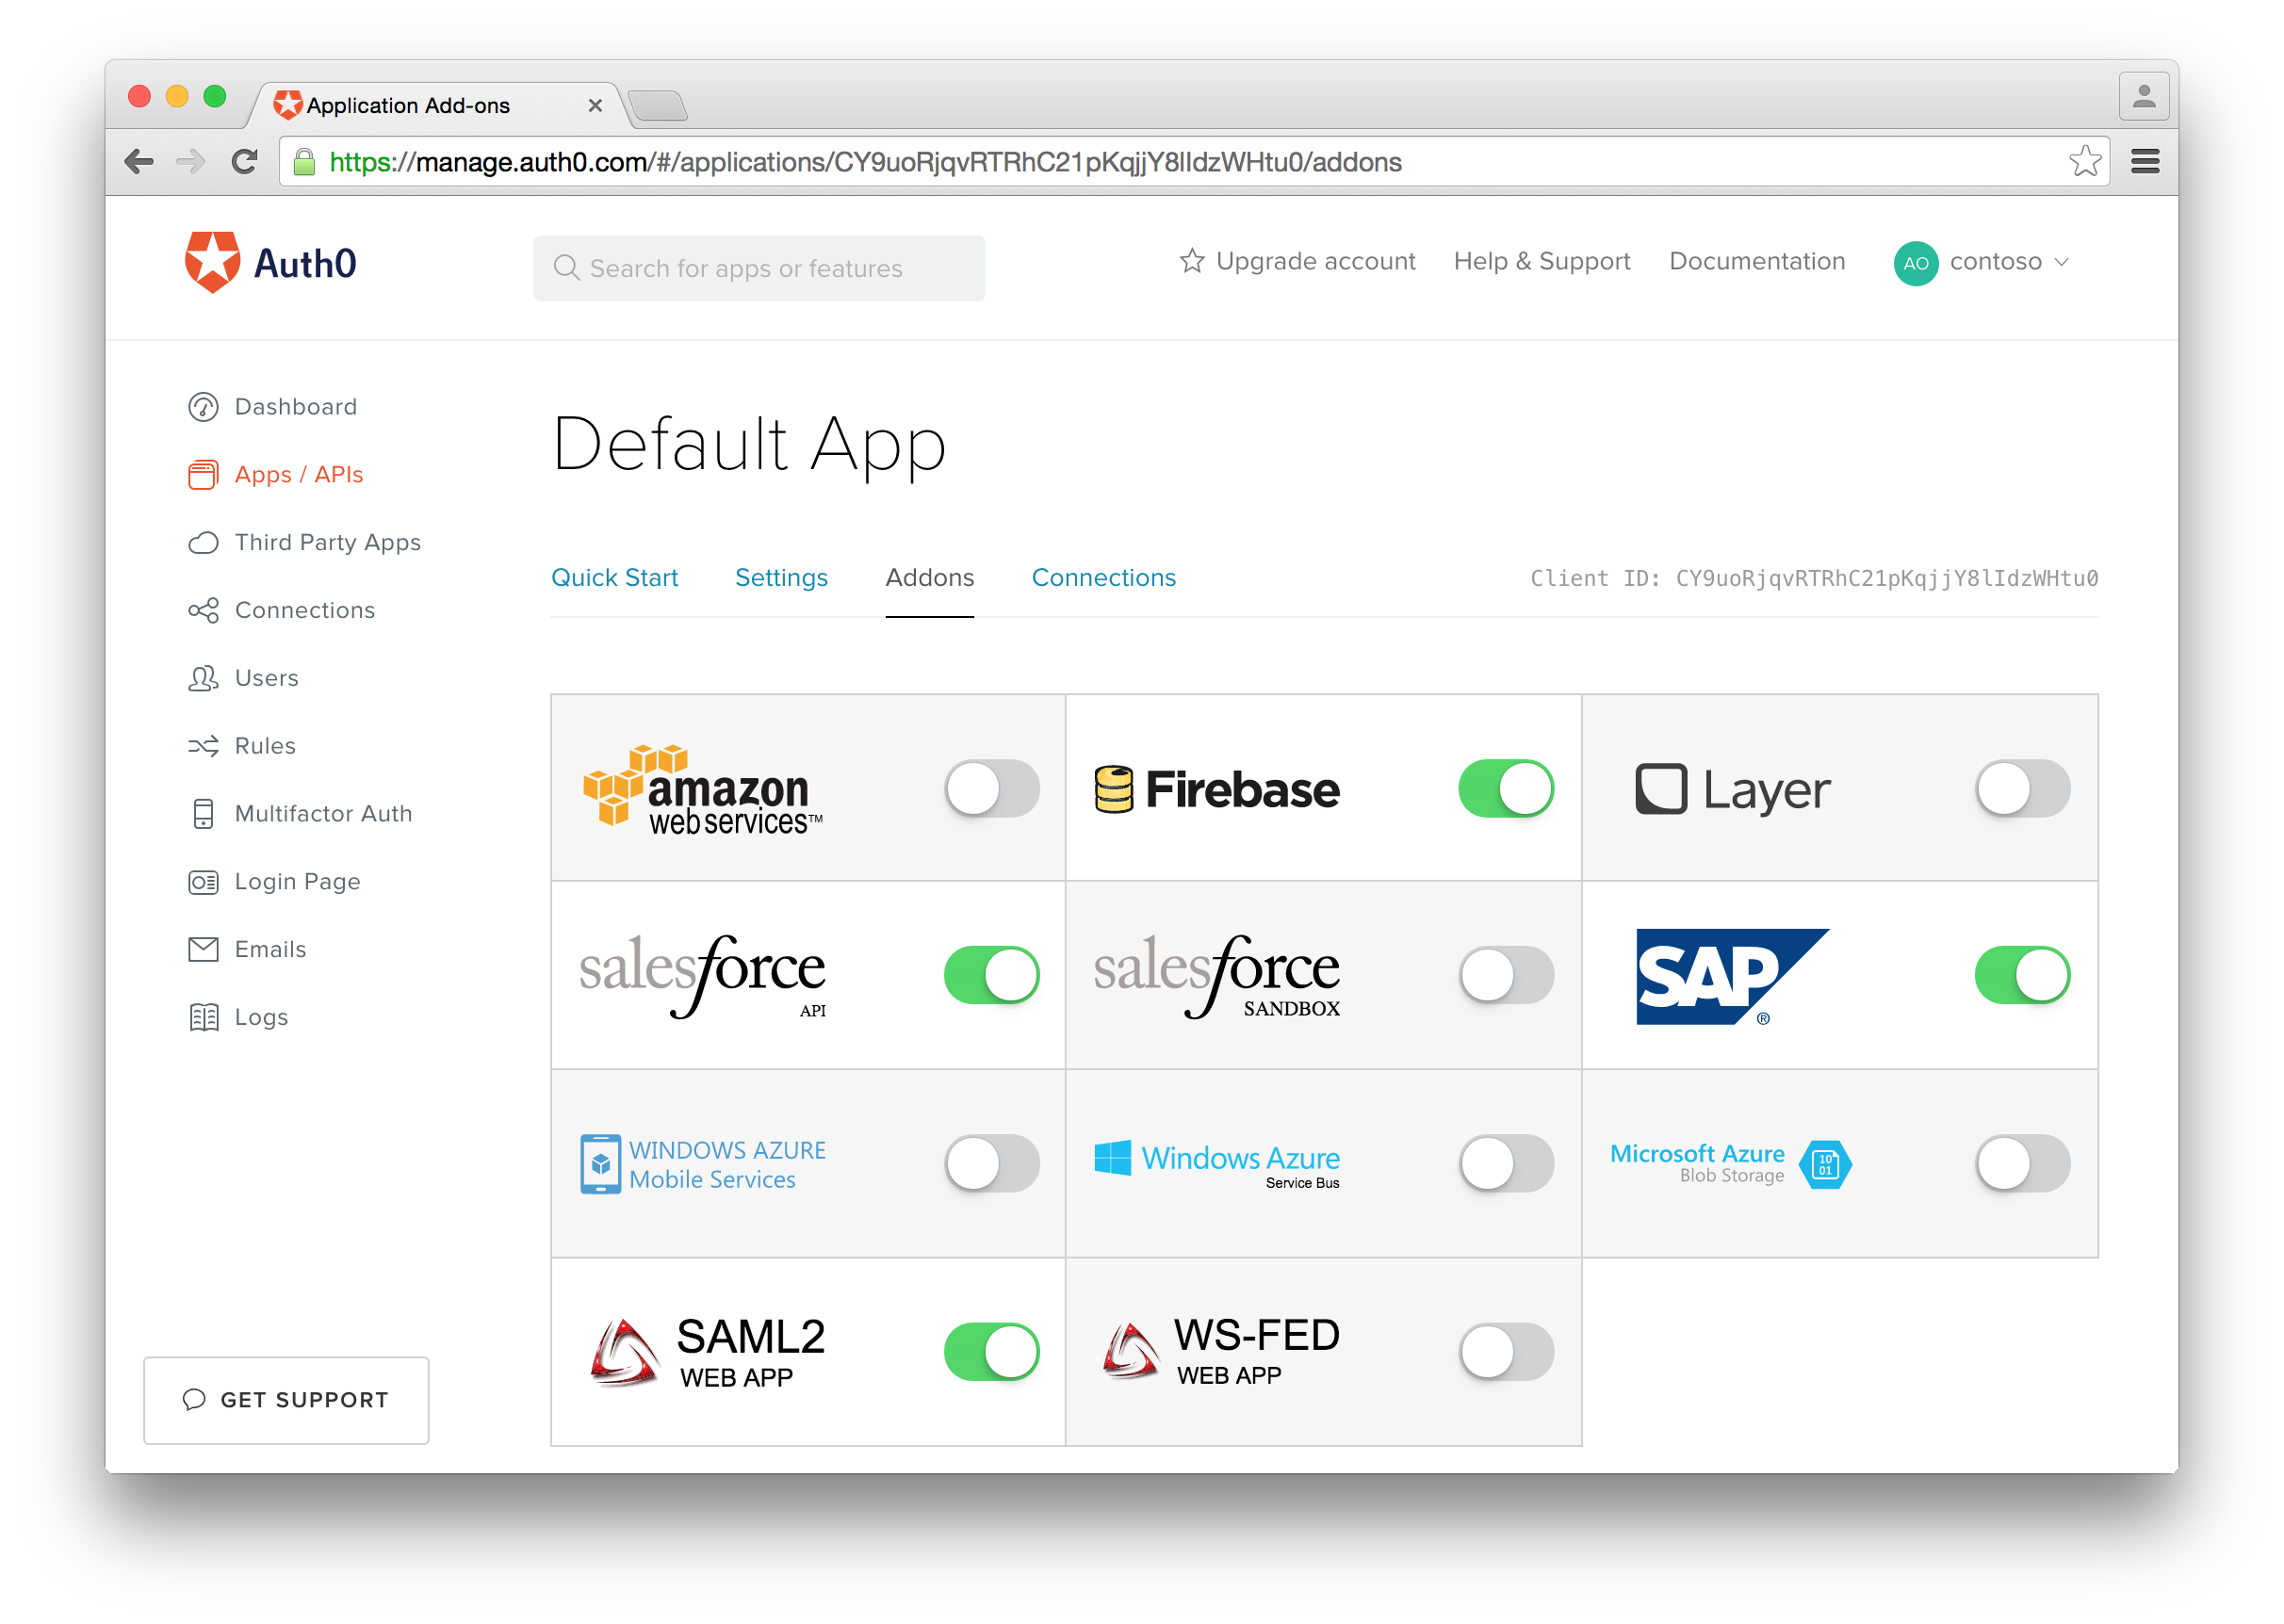 Application Add-ons
https://manage.auth0.com/#/applications/CY9uoRjqvRTRhC21pKqjjY8lIdzWHtu0/addons
Auth0
Search for apps or features
Upgrade account
Help & Support
Documentation
AO
contoso
Dashboard
Apps / APIs
Third Party Apps
Connections
Users
Rules
Multifactor Auth
Login Page
Emails
Logs
GET SUPPORT
Default App
Quick Start
Settings
Addons
Connections
Client ID: CY9uoRjqvRTRhC21pKqjjY8lIdzWHtu0
amazon
web services™
Firebase
Layer
salesforce
API
salesforce
SANDBOX
SAP
®
WINDOWS AZURE
Mobile Services
Windows Azure
Service Bus
Microsoft Azure
Blob Storage
10
01
SAML2
WEB APP
WS-FED
WEB APP